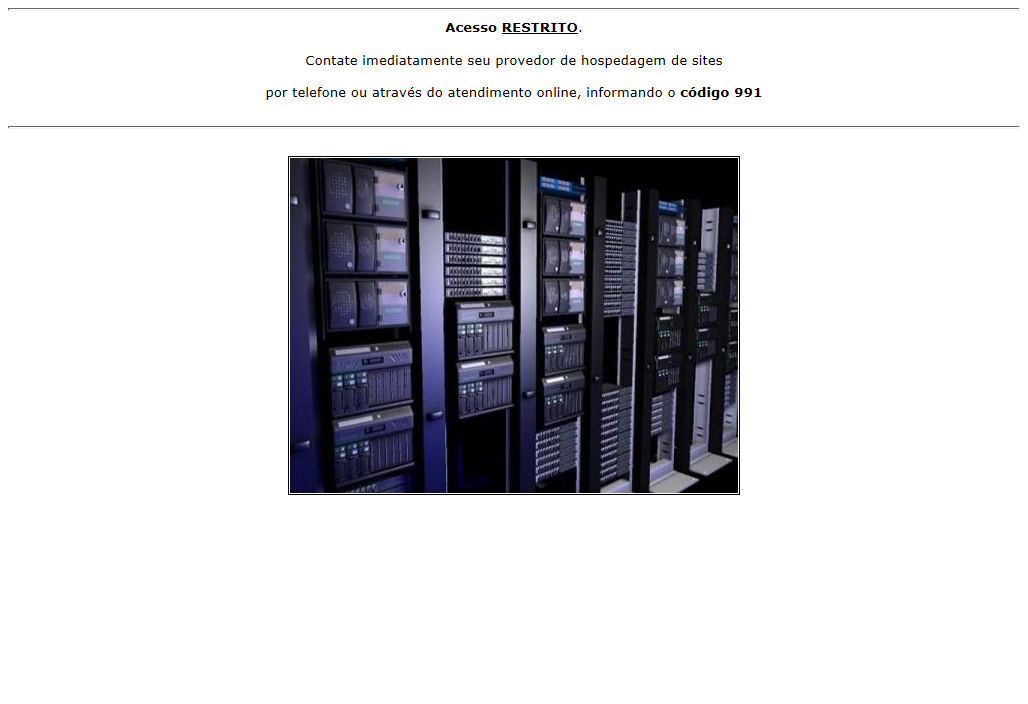 Acesso RESTRITO.
Contate imediatamente seu provedor de hospedagem de sites
por telefone ou através do atendimento online, informando o código 991